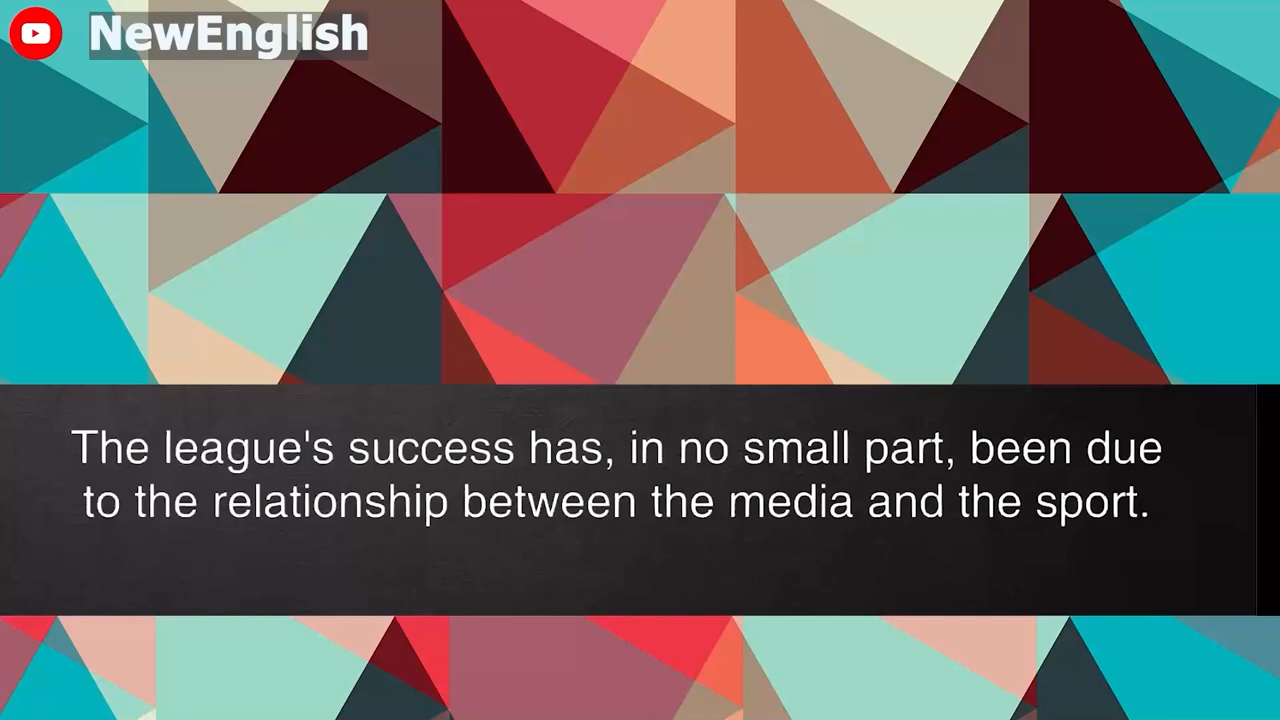 NewEnglish
The league's success has, in no small part, been due
to the relationship between the media and the sport.